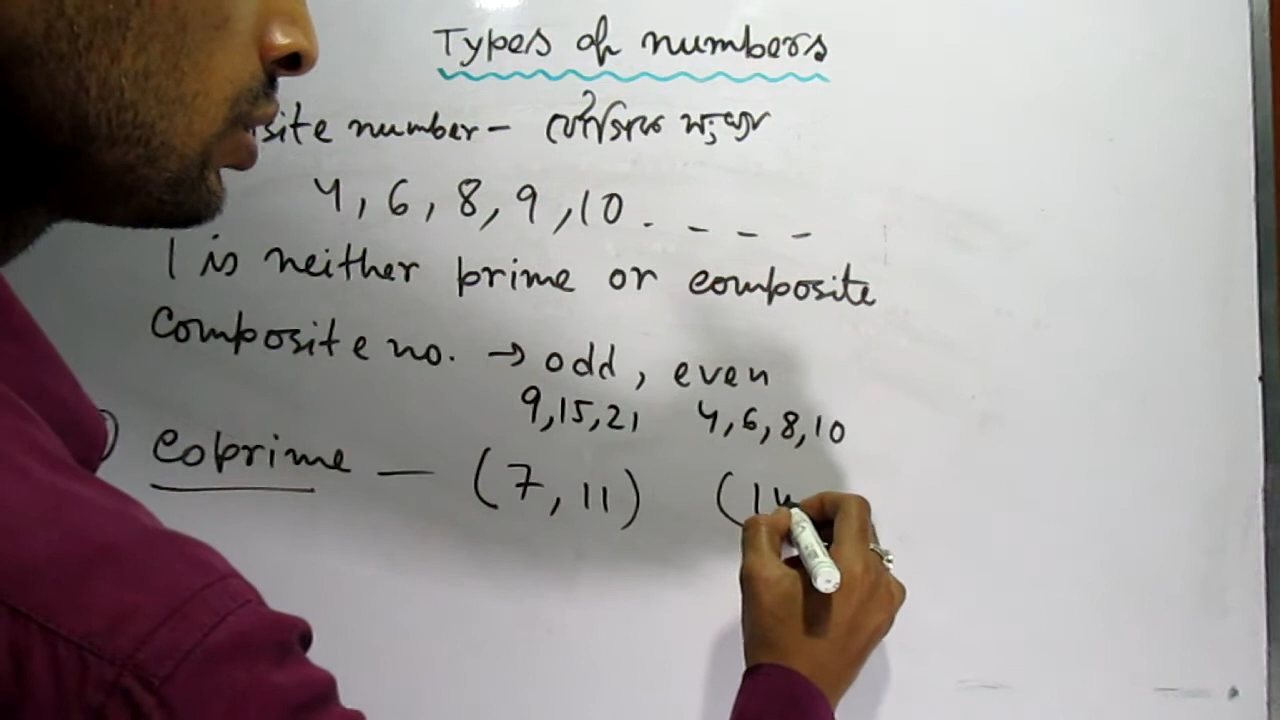 Types of numbers
site number - যৌগিক সংখ্যা
4, 6, 8, 9, 10. - - - -
1 is neither prime or composite
composite no. → odd, even
9, 15, 21 4, 6, 8, 10
) coprime — (7, 11) (14